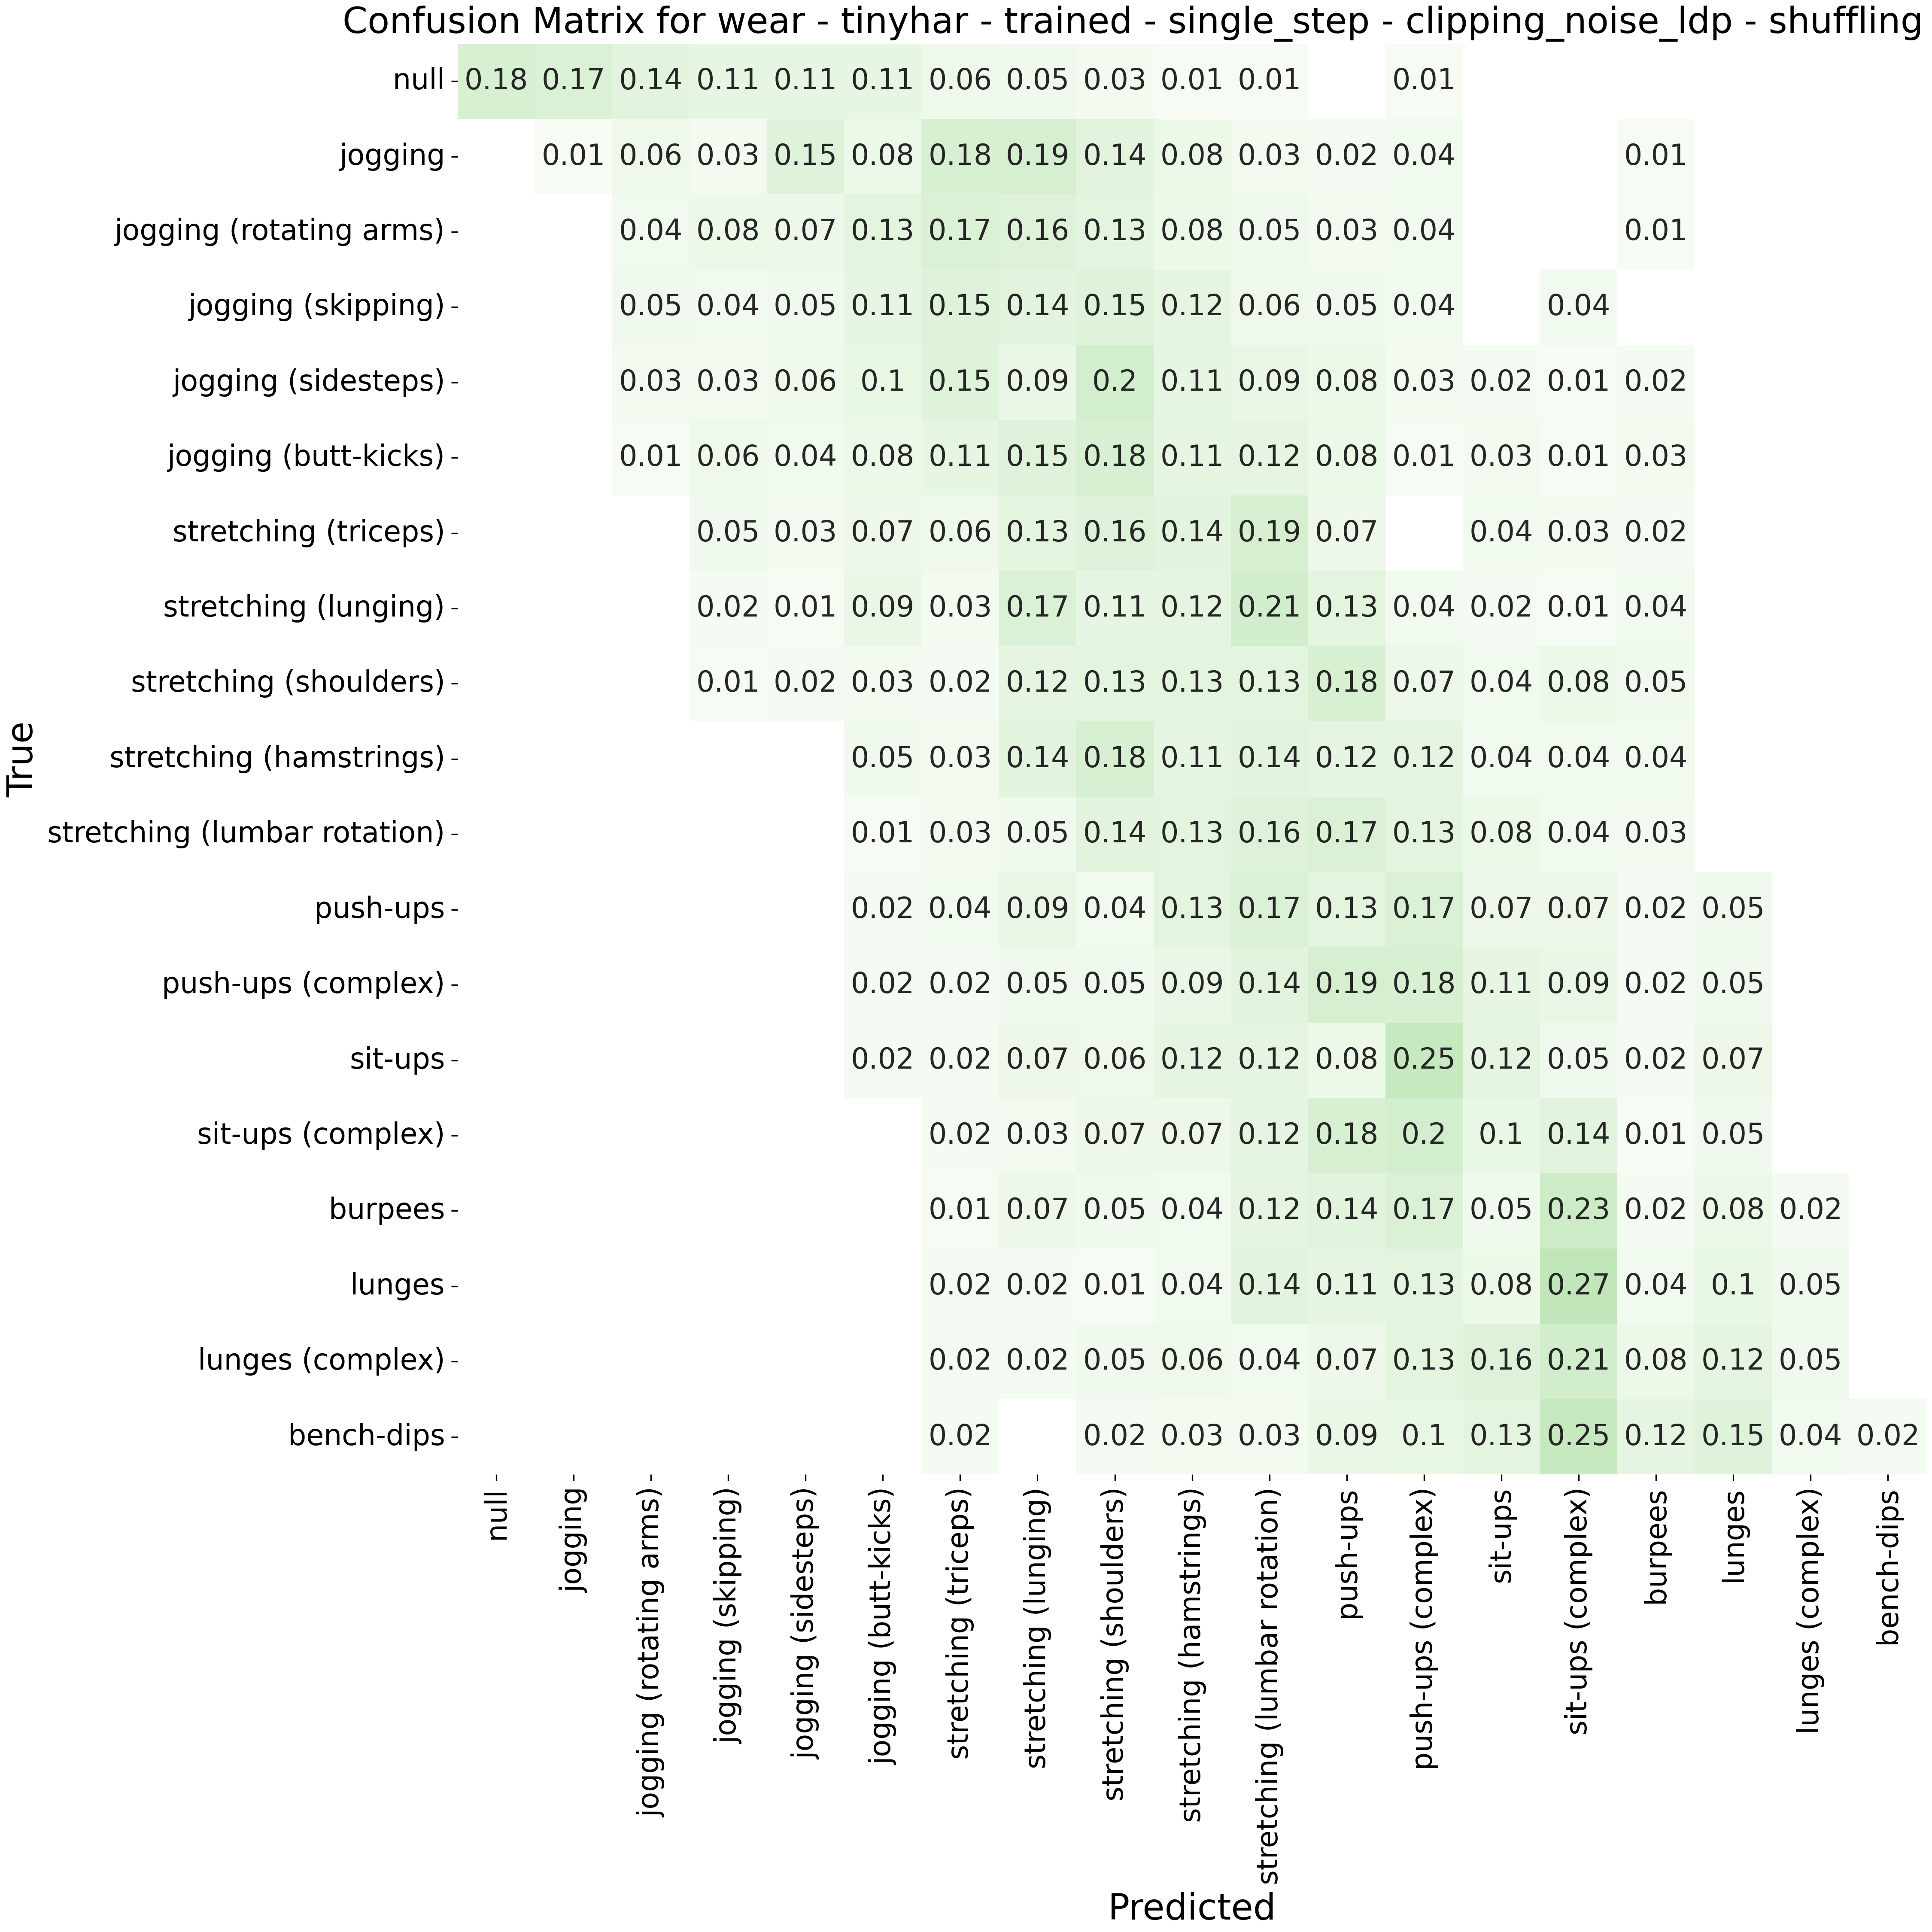 Confusion Matrix for wear - tinyhar - trained - single_step - clipping_noise_ldp - shuffling
null 0.18 0.17 0.14 0.11 0.11 0.11 0.06 0.05 0.03 0.01 0.01 0.01
jogging 0.01 0.06 0.03 0.15 0.08 0.18 0.19 0.14 0.08 0.03 0.02 0.04 0.01
jogging (rotating arms) 0.04 0.08 0.07 0.13 0.17 0.16 0.13 0.08 0.05 0.03 0.04 0.01
jogging (skipping) 0.05 0.04 0.05 0.11 0.15 0.14 0.15 0.12 0.06 0.05 0.04 0.04
jogging (sidesteps) 0.03 0.03 0.06 0.1 0.15 0.09 0.2 0.11 0.09 0.08 0.03 0.02 0.01 0.02
jogging (butt-kicks) 0.01 0.06 0.04 0.08 0.11 0.15 0.18 0.11 0.12 0.08 0.01 0.03 0.01 0.03
stretching (triceps) 0.05 0.03 0.07 0.06 0.13 0.16 0.14 0.19 0.07 0.04 0.03 0.02
stretching (lunging) 0.02 0.01 0.09 0.03 0.17 0.11 0.12 0.21 0.13 0.04 0.02 0.01 0.04
stretching (shoulders) 0.01 0.02 0.03 0.02 0.12 0.13 0.13 0.13 0.18 0.07 0.04 0.08 0.05
stretching (hamstrings) 0.05 0.03 0.14 0.18 0.11 0.14 0.12 0.12 0.04 0.04 0.04
stretching (lumbar rotation) 0.01 0.03 0.05 0.14 0.13 0.16 0.17 0.13 0.08 0.04 0.03
push-ups 0.02 0.04 0.09 0.04 0.13 0.17 0.13 0.17 0.07 0.07 0.02 0.05
push-ups (complex) 0.02 0.02 0.05 0.05 0.09 0.14 0.19 0.18 0.11 0.09 0.02 0.05
sit-ups 0.02 0.02 0.07 0.06 0.12 0.12 0.08 0.25 0.12 0.05 0.02 0.07
sit-ups (complex) 0.02 0.03 0.07 0.07 0.12 0.18 0.2 0.1 0.14 0.01 0.05
burpees 0.01 0.07 0.05 0.04 0.12 0.14 0.17 0.05 0.23 0.02 0.08 0.02
lunges 0.02 0.02 0.01 0.04 0.14 0.11 0.13 0.08 0.27 0.04 0.1 0.05
lunges (complex) 0.02 0.02 0.05 0.06 0.04 0.07 0.13 0.16 0.21 0.08 0.12 0.05
bench-dips 0.02 0.02 0.03 0.03 0.09 0.1 0.13 0.25 0.12 0.15 0.04 0.02
True
null
jogging
jogging (rotating arms)
jogging (skipping)
jogging (sidesteps)
jogging (butt-kicks)
stretching (triceps)
stretching (lunging)
stretching (shoulders)
stretching (hamstrings)
stretching (lumbar rotation)
push-ups
push-ups (complex)
sit-ups
sit-ups (complex)
burpees
lunges
lunges (complex)
bench-dips
Predicted